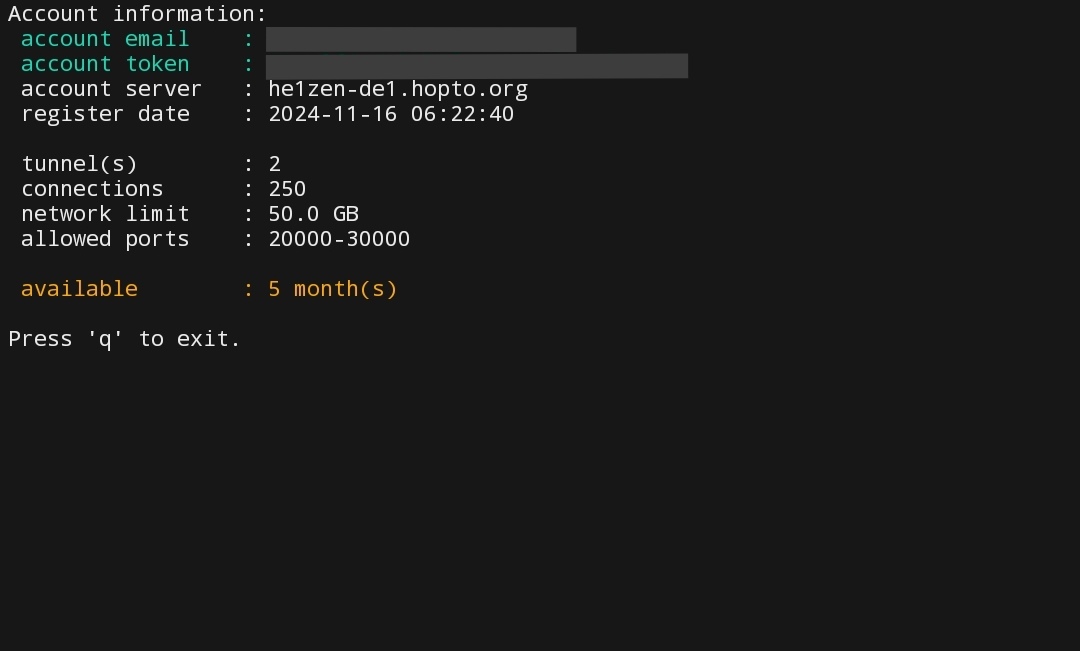 Account information:
account email    :
account token    :
account server   : he1zen-de1.hopto.org
register date    : 2024-11-16 06:22:40
tunnel(s)        : 2
connections      : 250
network limit    : 50.0 GB
allowed ports    : 20000-30000
available        : 5 month(s)
Press 'q' to exit.